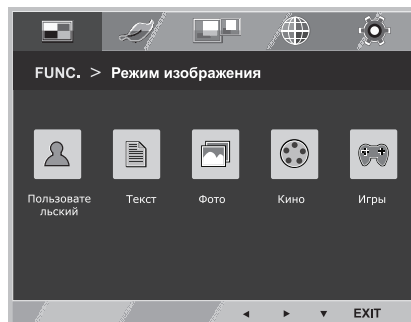 FUNC. > Режим изображения
Пользовате
льский
Текст
Фото
Кино
Игры
EXIT